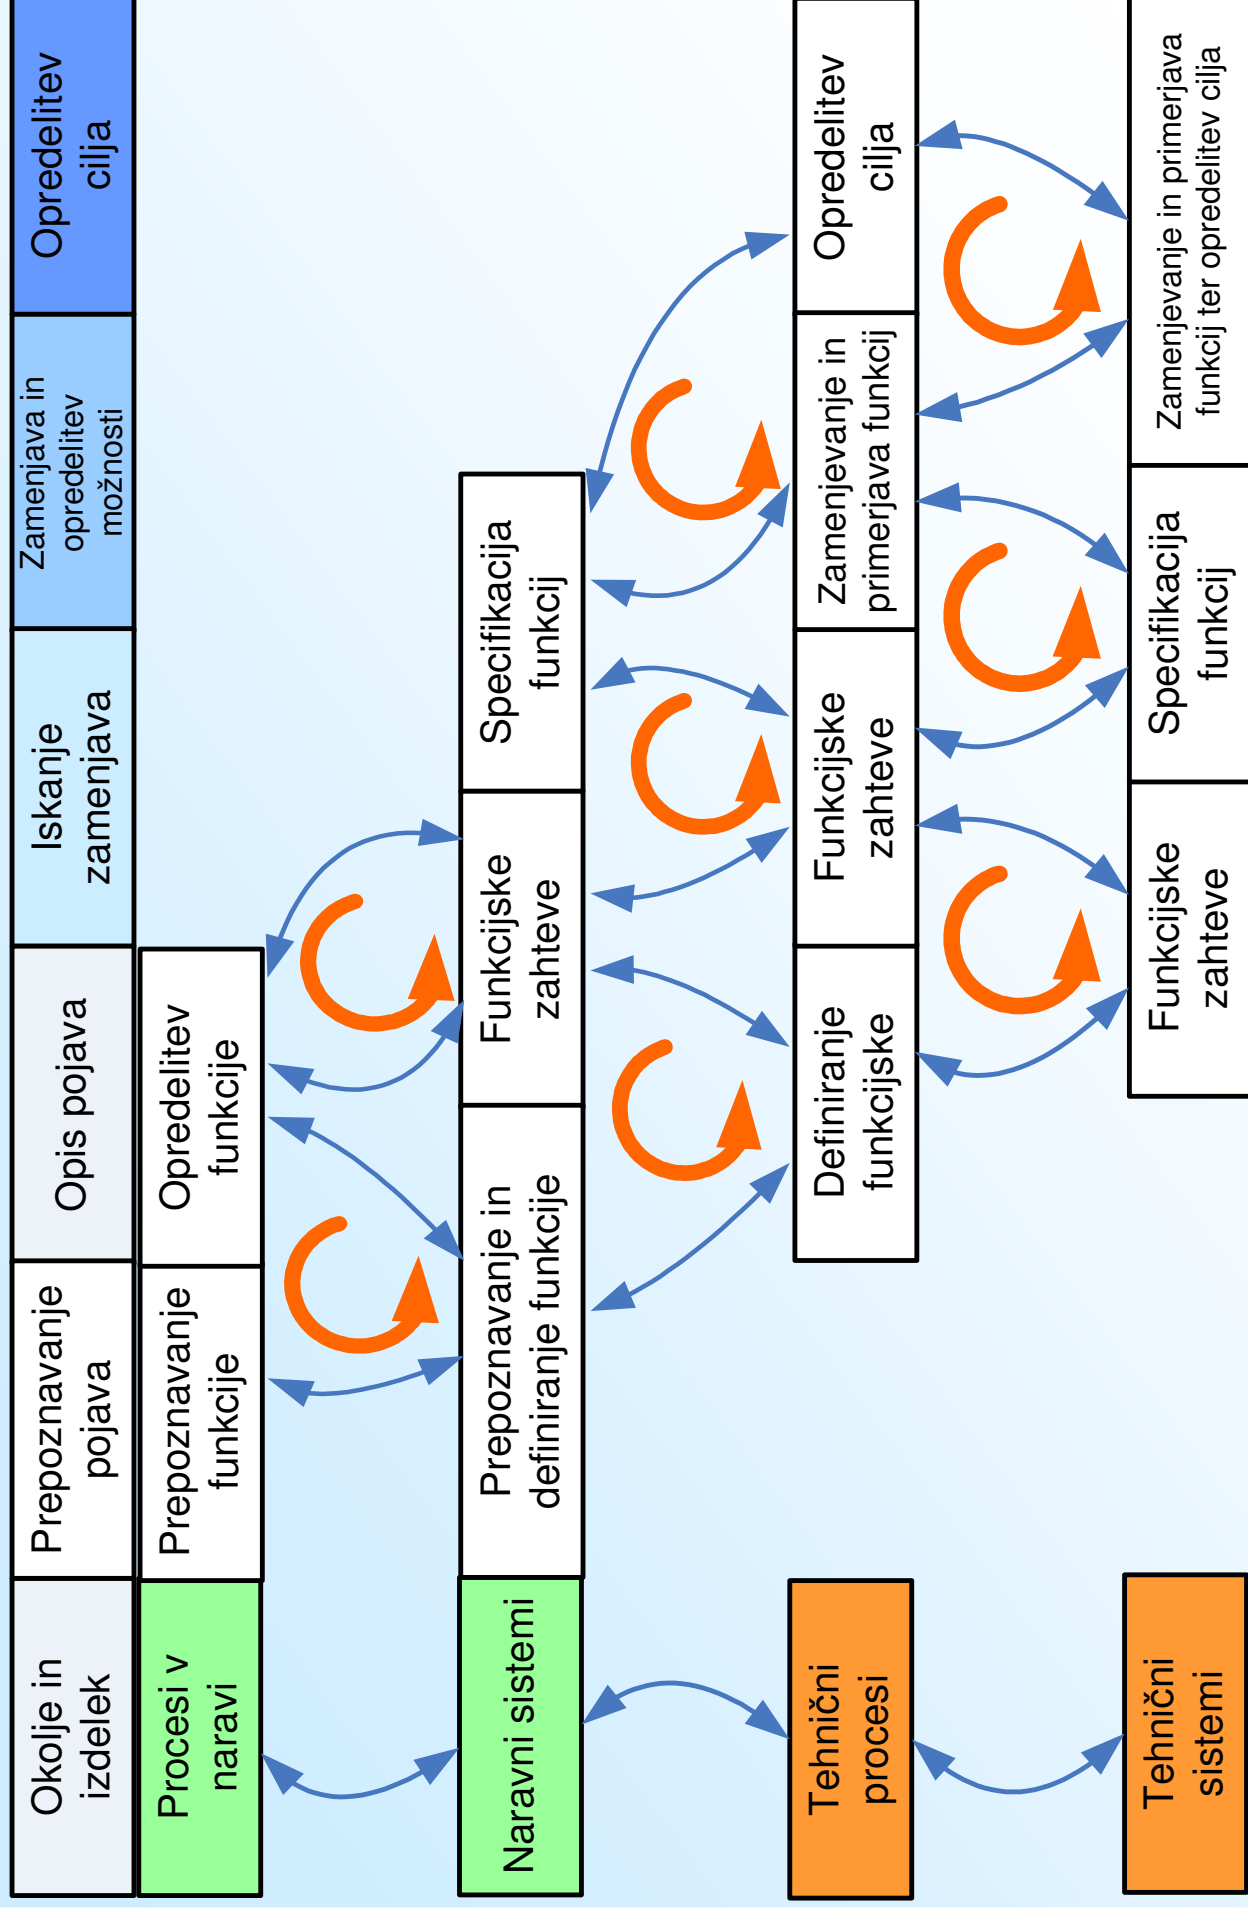 Okolje in
izdelek
Prepoznavanje
pojava
Opis pojava
Iskanje
zamenjava
Zamenjava in
opredelitev
možnosti
Opredelitev
cilja
Procesi v
naravi
Prepoznavanje
funkcije
Opredelitev
funkcije
Naravni sistemi
Prepoznavanje in
definiranje funkcije
Funkcijske
zahteve
Specifikacija
funkcij
Tehnični
procesi
Definiranje
funkcijske
Funkcijske
zahteve
Zamenjevanje in
primerjava funkcij
Opredelitev
cilja
Tehnični
sistemi
Funkcijske
zahteve
Specifikacija
funkcij
Zamenjevanje in primerjava
funkcij ter opredelitev cilja